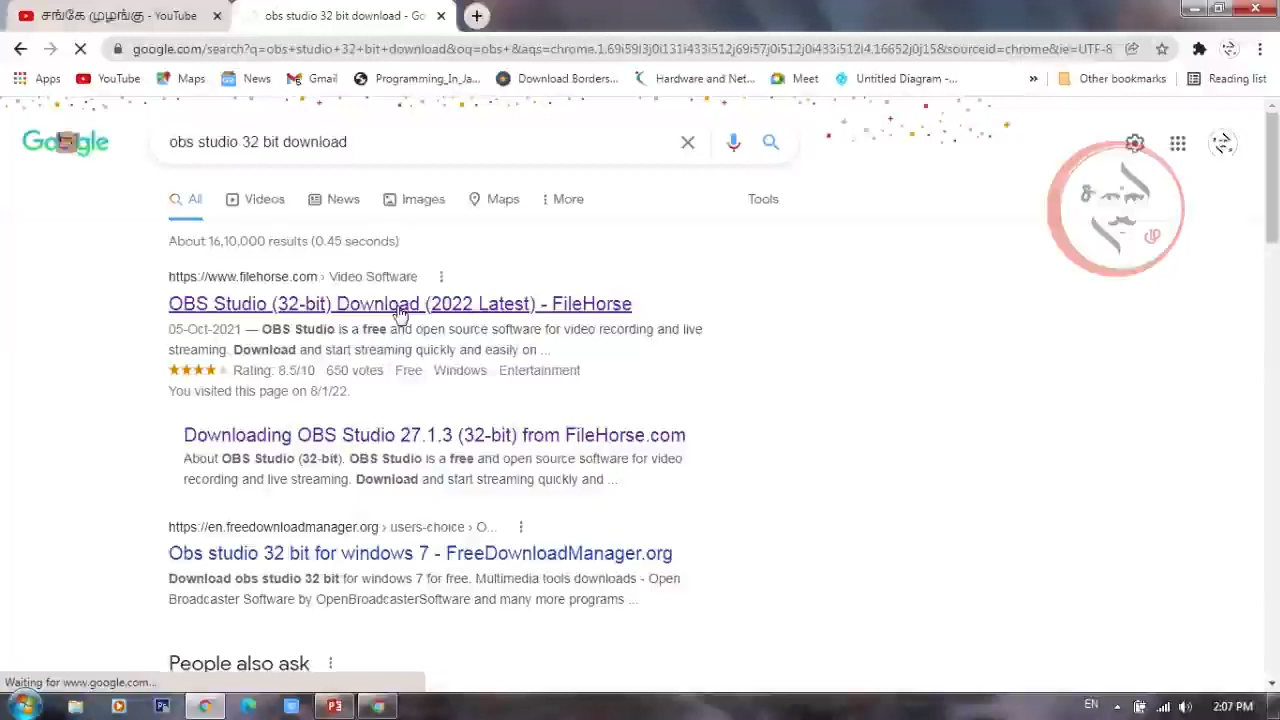 சங்கே முழங்கு - YouTube
obs studio 32 bit download - Go
google.com/search?q=obs+studio+32+bit+download&oq=obs+&aqs=chrome.1.69i59l3j0i131i433i512j69i57j0i512j0i433i512l4.16652j0j15&sourceid=chrome&ie=UTF-8
Apps YouTube Maps News Gmail Programming_In_Ja... Download Borders... Hardware and Net... Meet Untitled Diagram -... » Other bookmarks Reading list
Google
obs studio 32 bit download
All Videos News Images Maps More Tools
About 16,10,000 results (0.45 seconds)
https://www.filehorse.com › Video Software
OBS Studio (32-bit) Download (2022 Latest) - FileHorse
05-Oct-2021 — OBS Studio is a free and open source software for video recording and live
streaming. Download and start streaming quickly and easily on ...
Rating: 8.5/10 650 votes Free Windows Entertainment
You visited this page on 8/1/22.
Downloading OBS Studio 27.1.3 (32-bit) from FileHorse.com
About OBS Studio (32-bit). OBS Studio is a free and open source software for video
recording and live streaming. Download and start streaming quickly and ...
https://en.freedownloadmanager.org › users-choice › O...
Obs studio 32 bit for windows 7 - FreeDownloadManager.org
Download obs studio 32 bit for windows 7 for free. Multimedia tools downloads - Open
Broadcaster Software by OpenBroadcasterSoftware and many more programs ...
People also ask
Waiting for www.google.com...
EN 2:07 PM